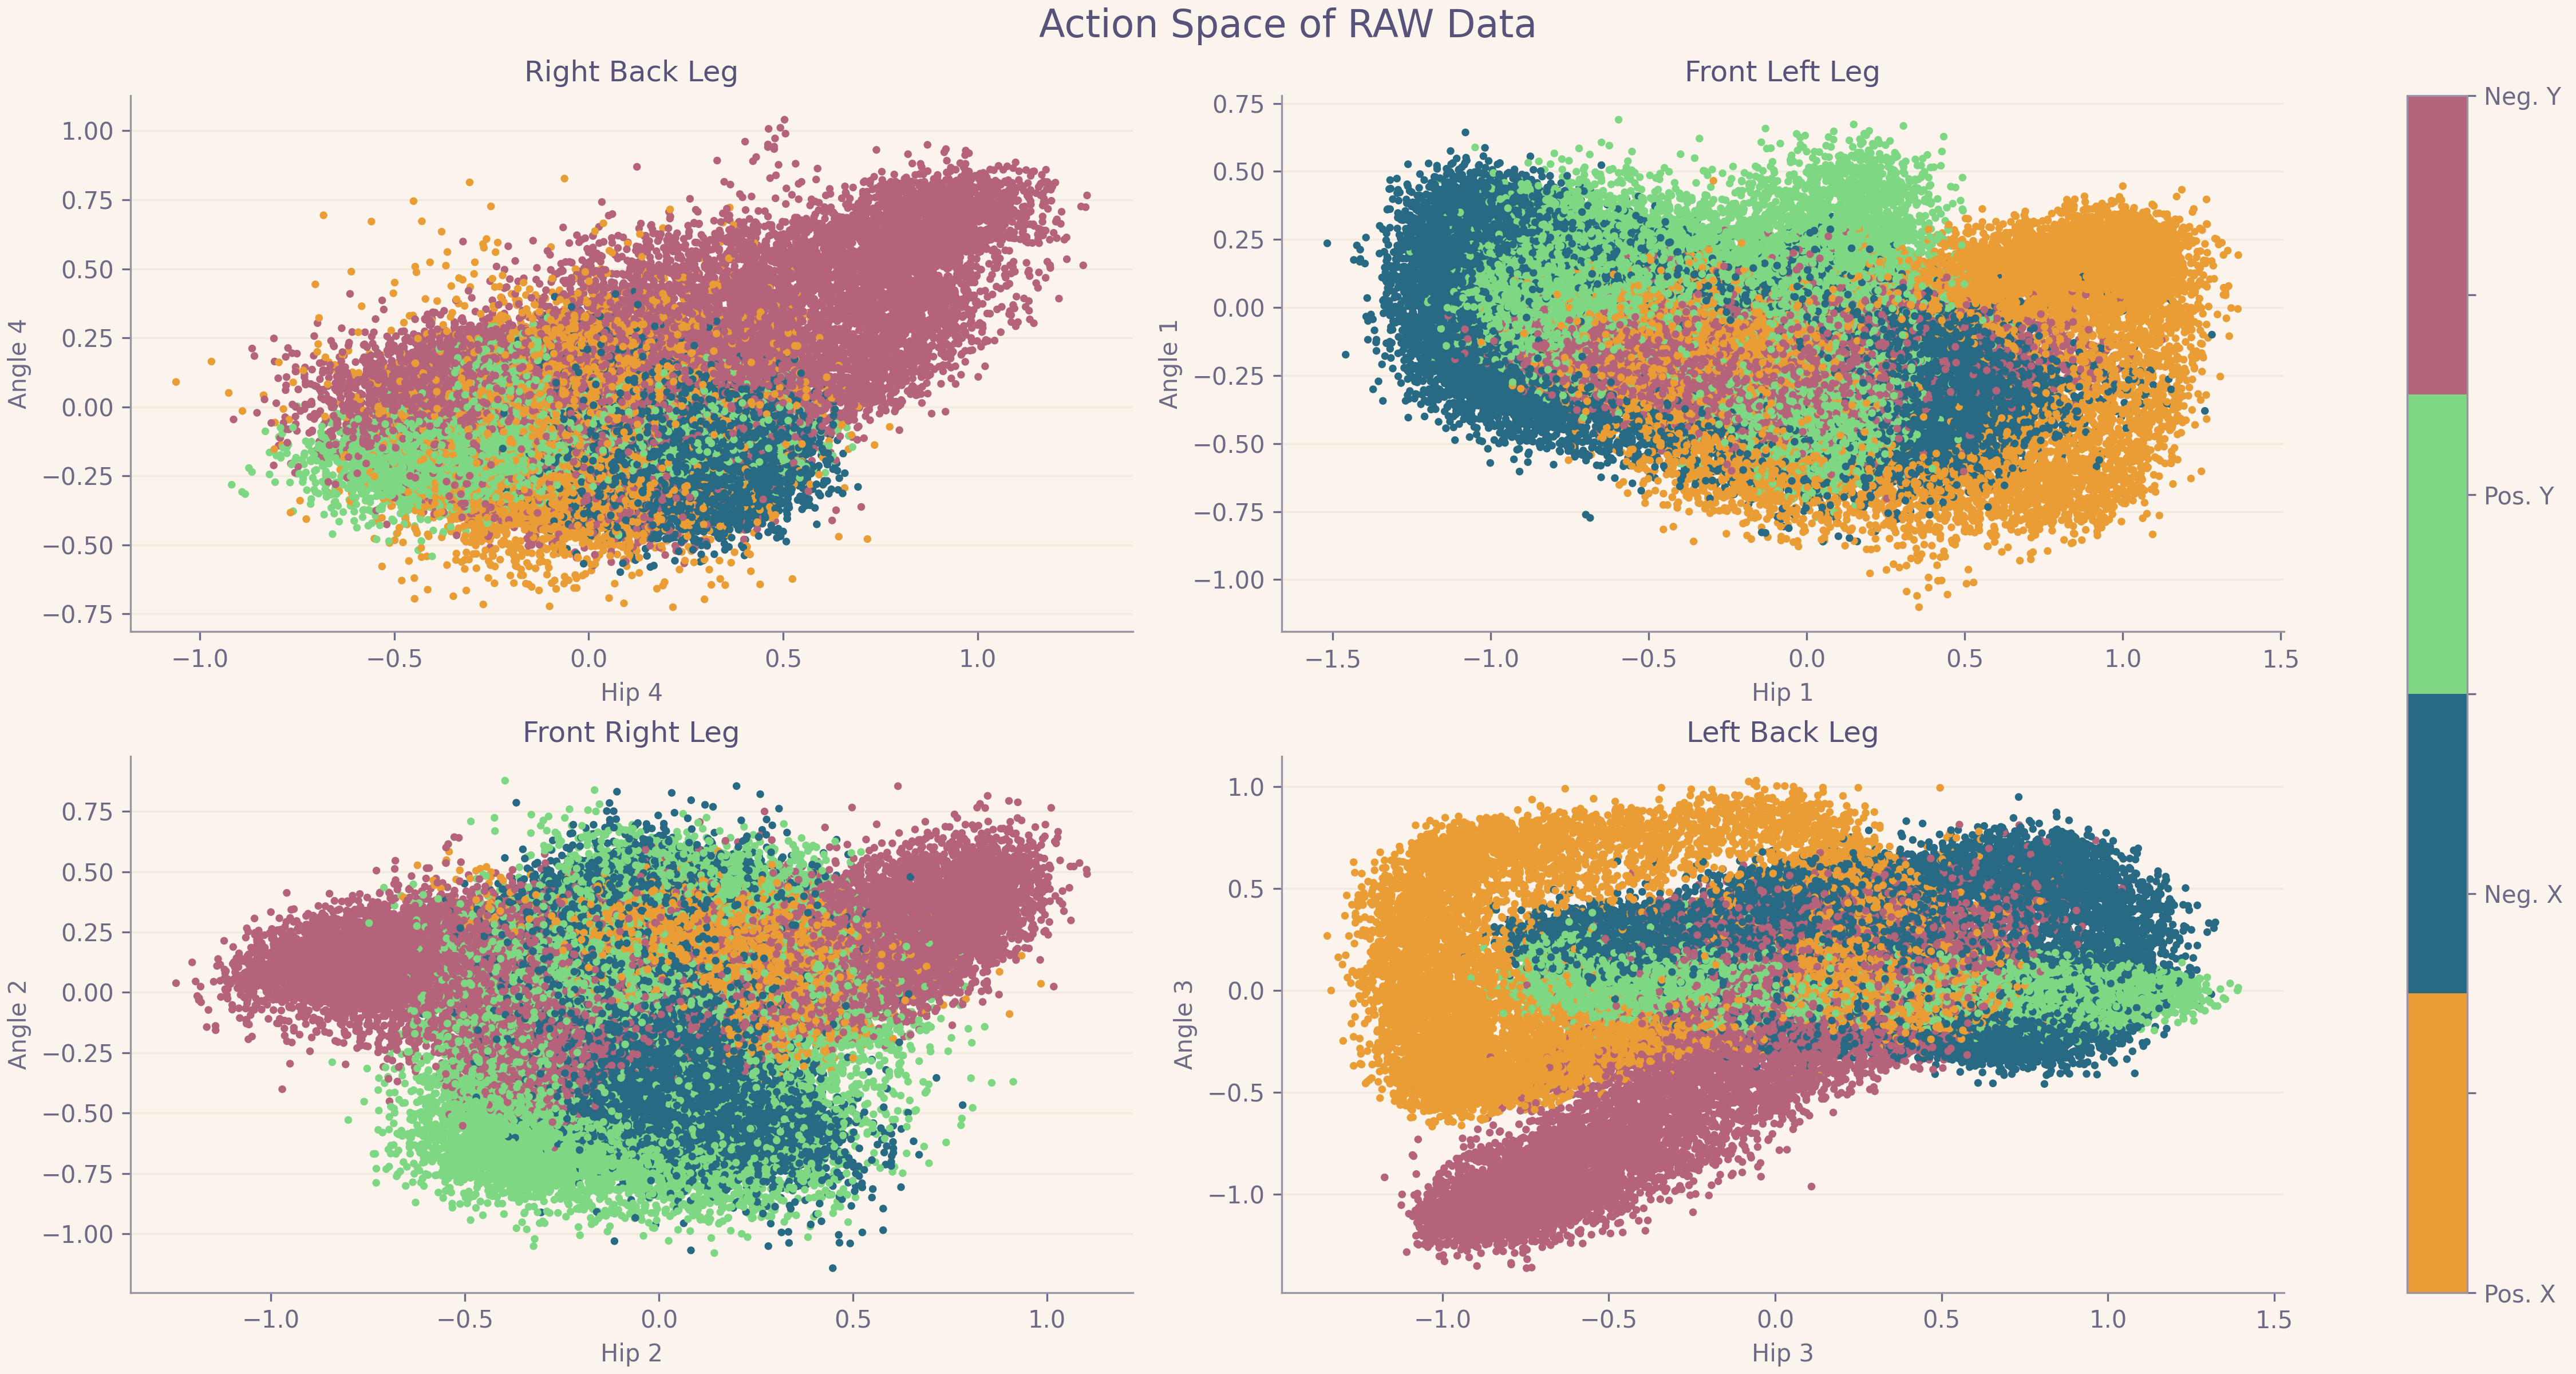 Action Space of RAW Data
Right Back Leg
Angle 4
1.00
0.75
0.50
0.25
0.00
−0.25
−0.50
−0.75
−1.0 −0.5 0.0 0.5 1.0
Hip 4
Front Left Leg
Angle 1
0.75
0.50
0.25
0.00
−0.25
−0.50
−0.75
−1.00
−1.5 −1.0 −0.5 0.0 0.5 1.0 1.5
Hip 1
Front Right Leg
Angle 2
0.75
0.50
0.25
0.00
−0.25
−0.50
−0.75
−1.00
−1.0 −0.5 0.0 0.5 1.0
Hip 2
Left Back Leg
Angle 3
1.0
0.5
0.0
−0.5
−1.0
−1.0 −0.5 0.0 0.5 1.0 1.5
Hip 3
Neg. Y
Pos. Y
Neg. X
Pos. X